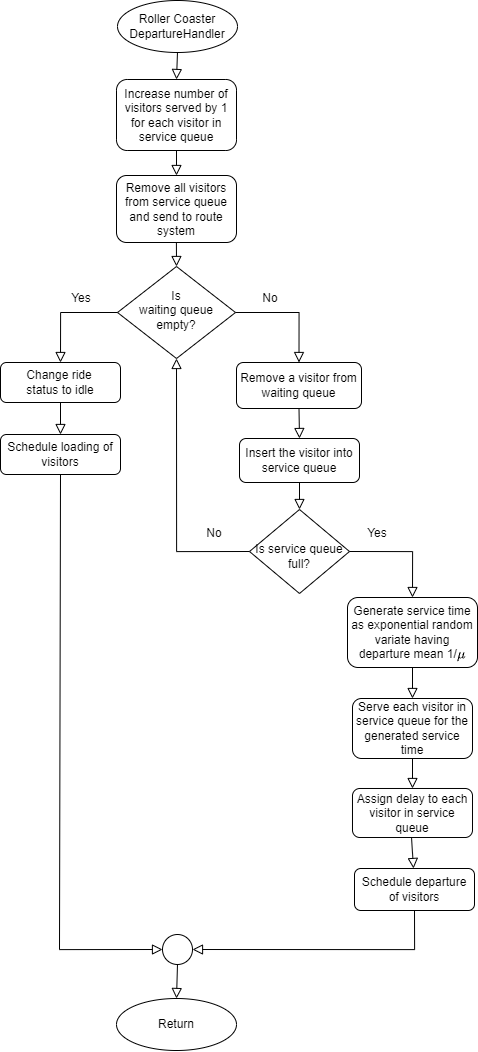 Roller Coaster
DepartureHandler
Increase number of
visitors served by 1
for each visitor in
service queue
Remove all visitors
from service queue
and send to route
system
Yes
Is
waiting queue
empty?
No
Change ride
status to idle
Remove a visitor from
waiting queue
Schedule loading of
visitors
Insert the visitor into
service queue
No
Is service queue
full?
Yes
Generate service time
as exponential random
variate having
departure mean 1/μ
Serve each visitor in
service queue for the
generated service
time
Assign delay to each
visitor in service
queue
Schedule departure
of visitors
Return